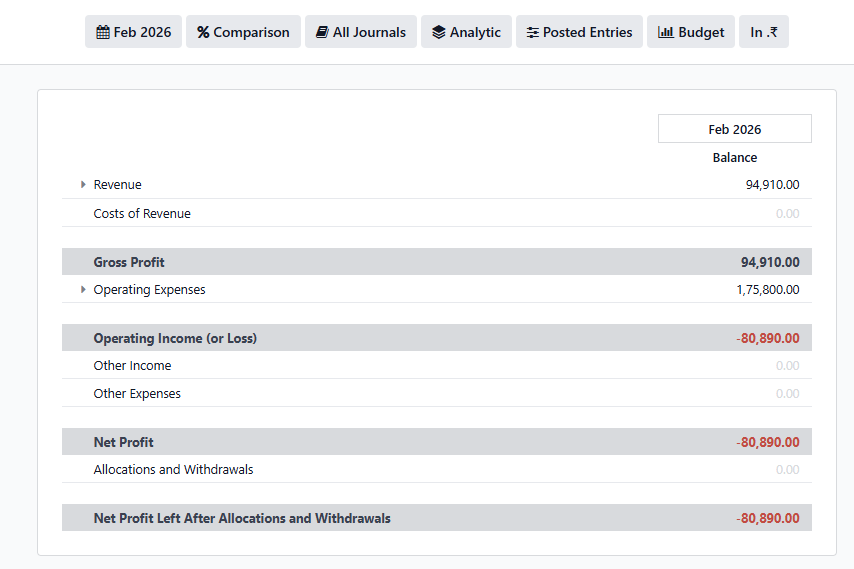 Feb 2026 Comparison All Journals Analytic Posted Entries Budget In .₹
Feb 2026
Balance
Revenue 94,910.00
Costs of Revenue 0.00
Gross Profit 94,910.00
Operating Expenses 1,75,800.00
Operating Income (or Loss) -80,890.00
Other Income 0.00
Other Expenses 0.00
Net Profit -80,890.00
Allocations and Withdrawals 0.00
Net Profit Left After Allocations and Withdrawals -80,890.00